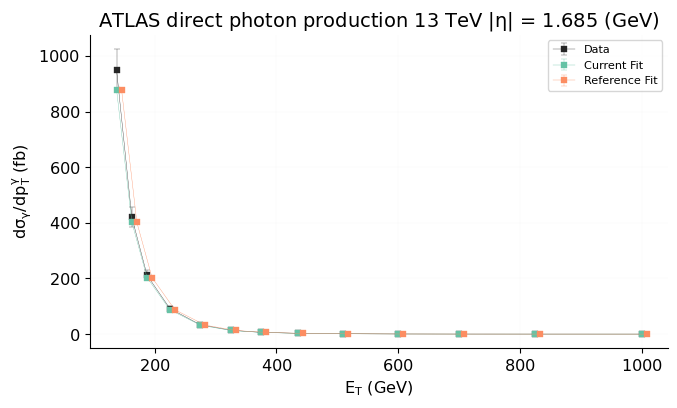 ATLAS direct photon production 13 TeV |η| = 1.685 (GeV)
Data
Current Fit
Reference Fit
dσγ/dpγT (fb)
1000
800
600
400
200
0
200 400 600 800 1000
ET (GeV)